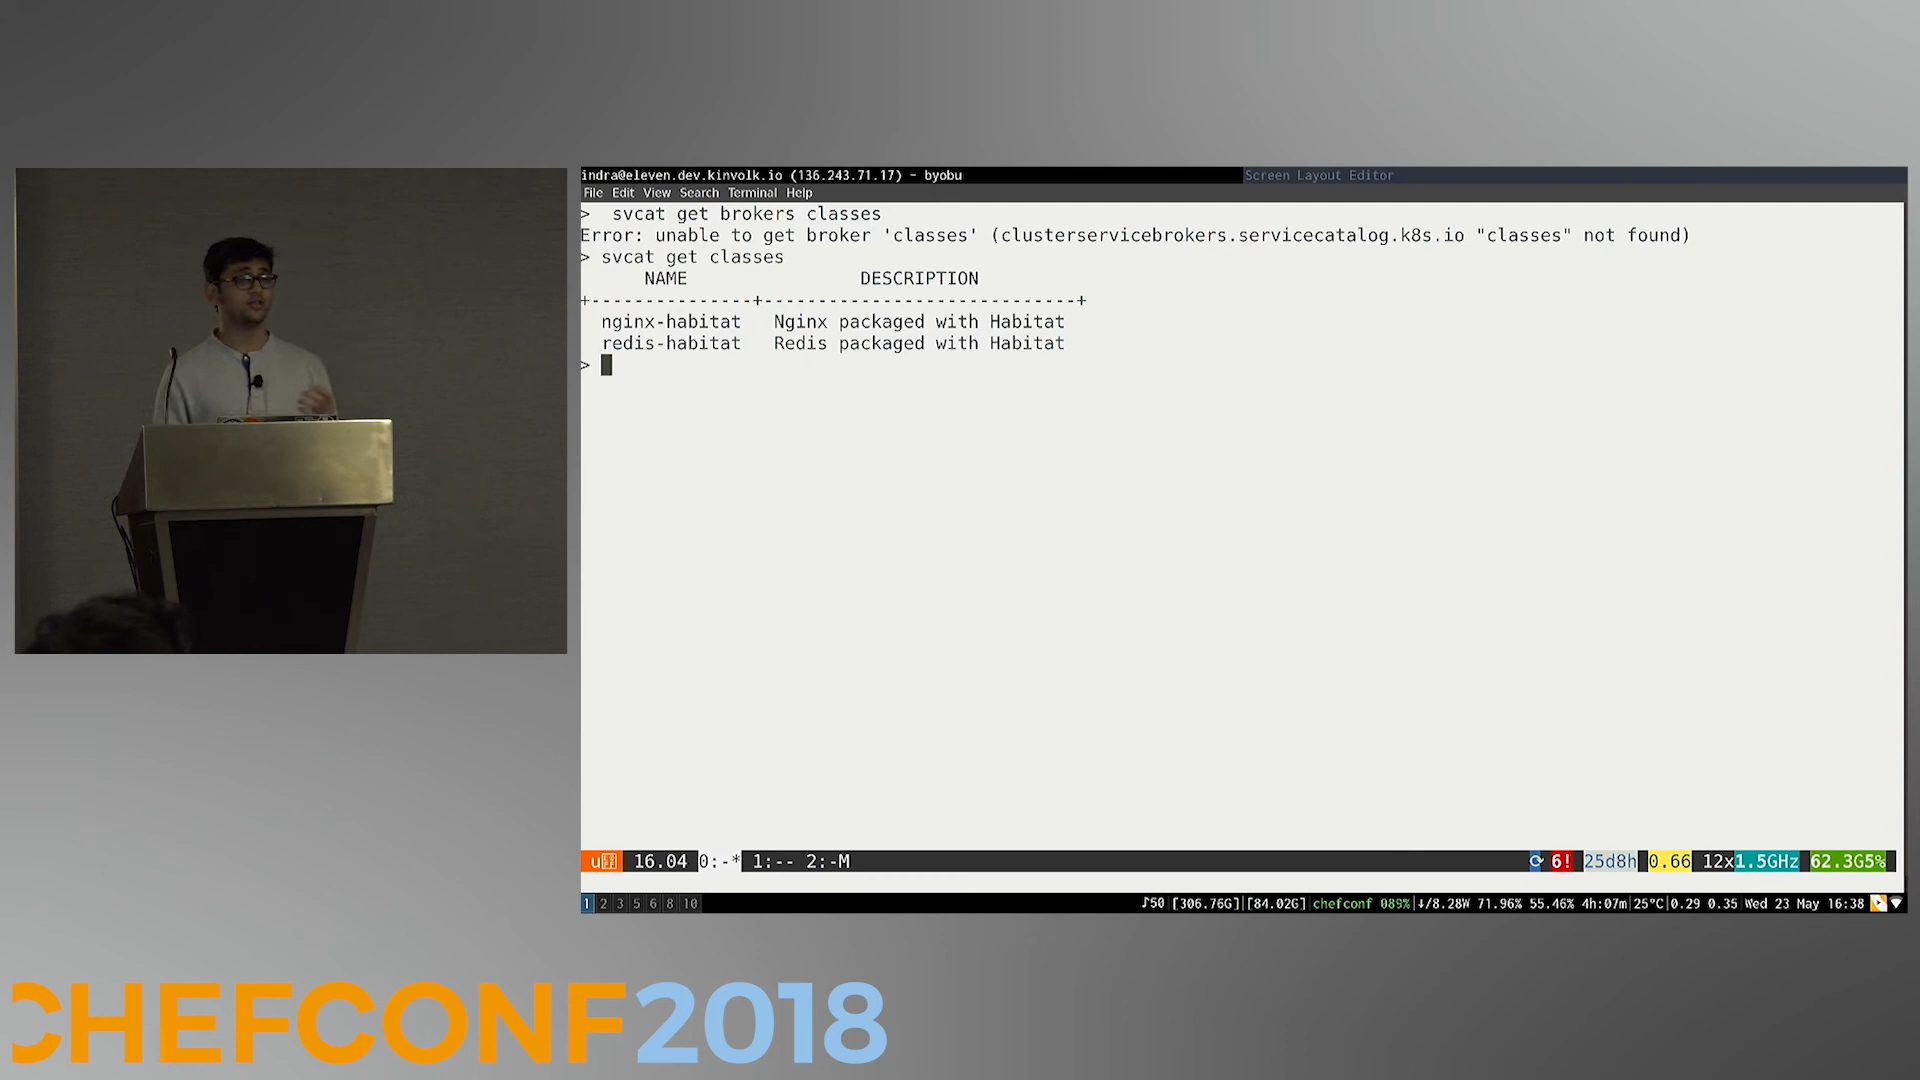 indra@eleven.dev.kinvolk.io (136.243.71.17) - byobu
Screen Layout Editor
File Edit View Search Terminal Help
>  svcat get brokers classes
Error: unable to get broker 'classes' (clusterservicebrokers.servicecatalog.k8s.io "classes" not found)
> svcat get classes
NAME DESCRIPTION
+---------------+-----------------------------+
nginx-habitat Nginx packaged with Habitat
redis-habitat Redis packaged with Habitat
>
u 16.04 0:-* 1:-- 2:-M 6! 25d8h 0.66 12x1.5GHz 62.3G5%
1 2 3 5 6 8 10 ♪50 [306.76G]|[84.02G]|chefconf 089%|↓/8.28W 71.96% 55.46% 4h:07m|25°C|0.29 0.35|Wed 23 May 16:38
CHEFCONF2018